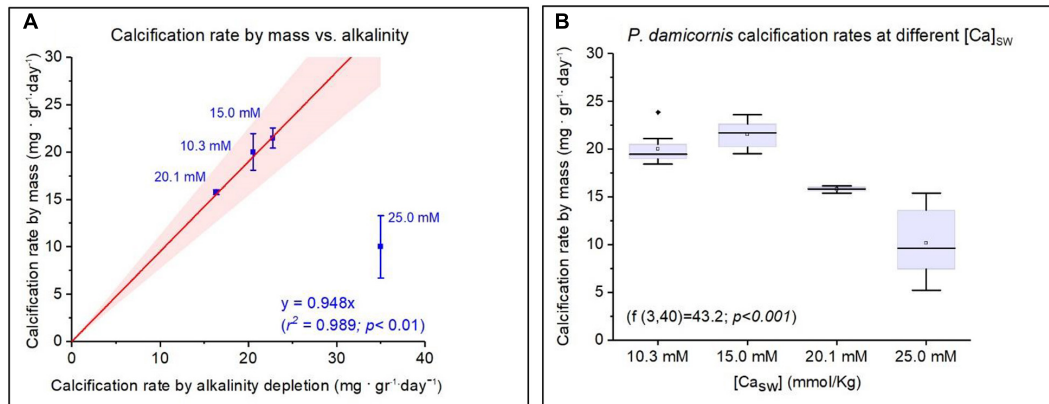 A
Calcification rate by mass vs. alkalinity
Calcification rate by mass (mg · gr⁻¹·day⁻¹)
30
25
20
15
10
5
0
15.0 mM
10.3 mM
20.1 mM
25.0 mM
y = 0.948x
(r² = 0.989; p< 0.01)
0 10 20 30 40
Calcification rate by alkalinity depletion (mg · gr⁻¹·day⁻¹)
B
P. damicornis calcification rates at different [Ca]SW
Calcification rate by mass (mg · gr⁻¹·day⁻¹)
30
25
20
15
10
5
0
(f (3,40)=43.2; p<0.001)
10.3 mM 15.0 mM 20.1 mM 25.0 mM
[CaSW] (mmol/Kg)